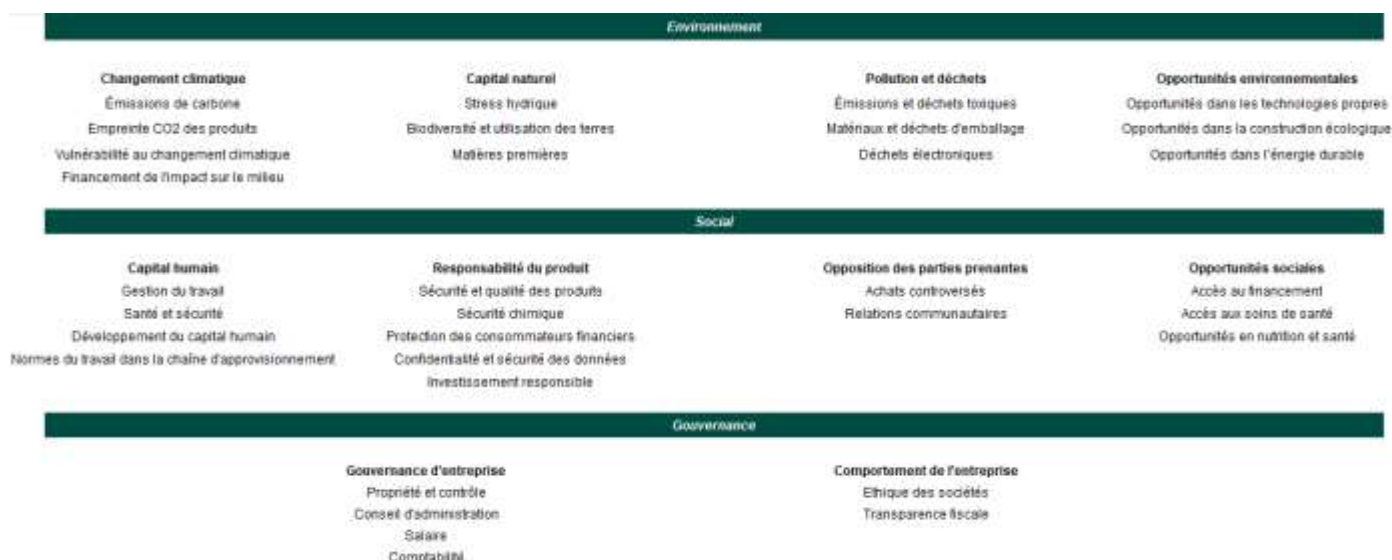 Environnement
Changement climatique
Émissions de carbone
Empreinte CO2 des produits
Vulnérabilité au changement climatique
Financement de l'impact sur le milieu
Capital naturel
Stress hydrique
Biodiversité et utilisation des terres
Matières premières
Pollution et déchets
Émissions et déchets toxiques
Matériaux et déchets d'emballage
Déchets électroniques
Opportunités environnementales
Opportunités dans les technologies propres
Opportunités dans la construction écologique
Opportunités dans l'énergie durable
Social
Capital humain
Gestion du travail
Santé et sécurité
Développement du capital humain
Normes du travail dans la chaîne d'approvisionnement
Responsabilité du produit
Sécurité et qualité des produits
Sécurité chimique
Protection des consommateurs financiers
Confidentialité et sécurité des données
Investissement responsable
Opposition des parties prenantes
Achats controversés
Relations communautaires
Opportunités sociales
Accès au financement
Accès aux soins de santé
Opportunités en nutrition et santé
Gouvernance
Gouvernance d'entreprise
Propriété et contrôle
Conseil d'administration
Salaire
Comptabilité
Comportement de l'entreprise
Ethique des sociétés
Transparence fiscale